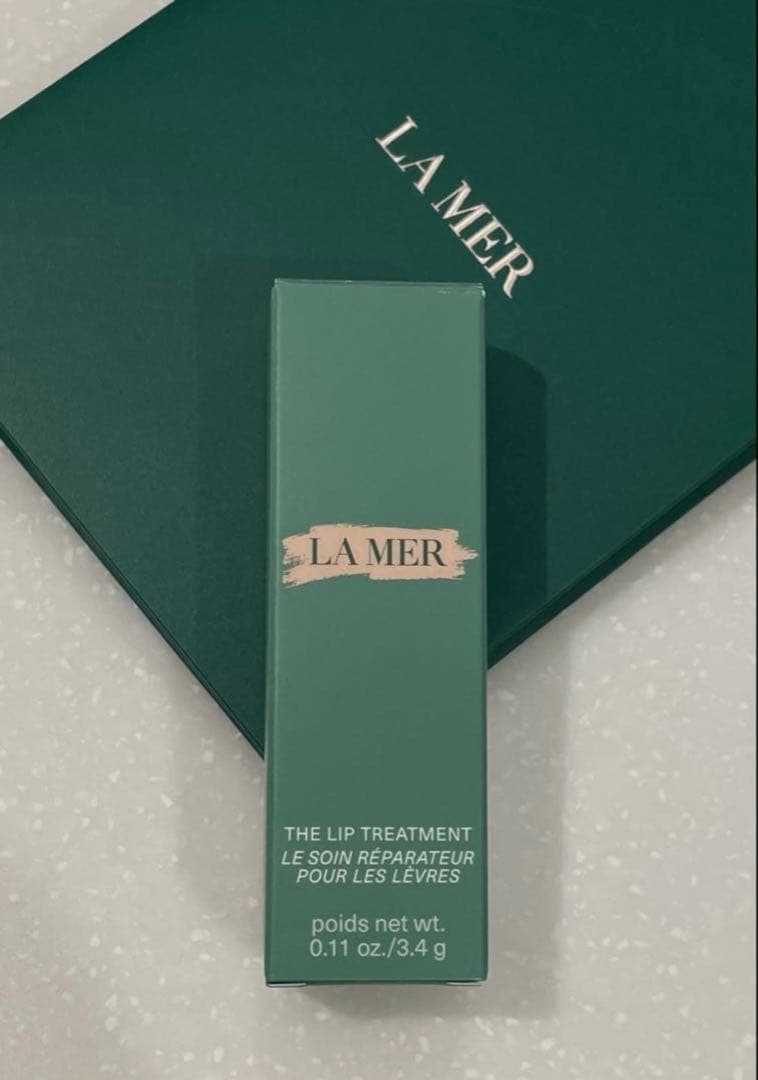 LA MER
LA MER
THE LIP TREATMENT
LE SOIN RÉPARATEUR
POUR LES LÈVRES
poids net wt.
0.11 oz./3.4 g